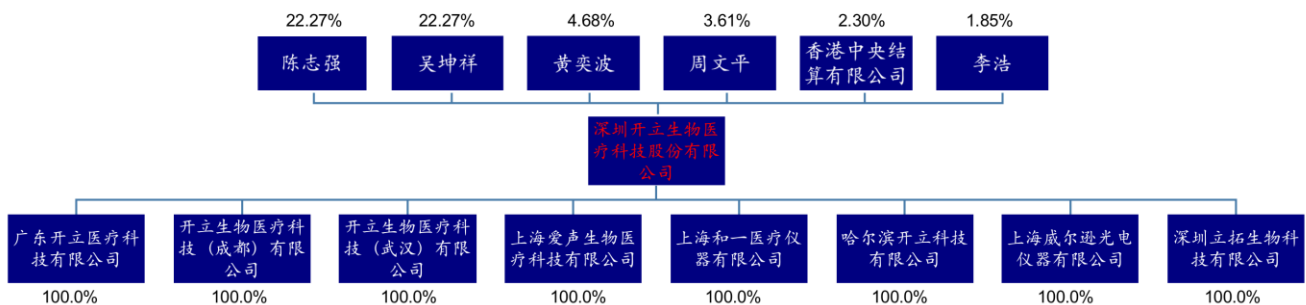 22.27%
22.27%
4.68%
3.61%
2.30%
1.85%
陈志强
吴坤祥
黄奕波
周文平
香港中央结
算有限公司
李浩
深圳开立生物医
疗科技股份有限
公司
广东开立医疗科
技有限公司
开立生物医疗科
技（成都）有限
公司
开立生物医疗科
技（武汉）有限
公司
上海爱声生物医
疗科技有限公司
上海和一医疗仪
器有限公司
哈尔滨开立科技
有限公司
上海威尔逊光电
仪器有限公司
深圳立拓生物科
技有限公司
100.0%
100.0%
100.0%
100.0%
100.0%
100.0%
100.0%
100.0%